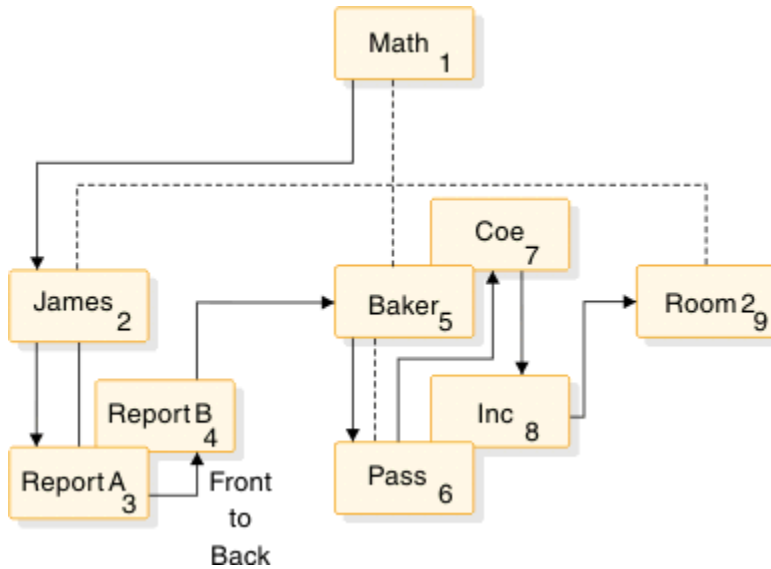 Math
1
Coe
7
James
2
Baker
5
Room 2
9
Report B
4
Inc
8
Report A
3
Pass
6
Front
to
Back